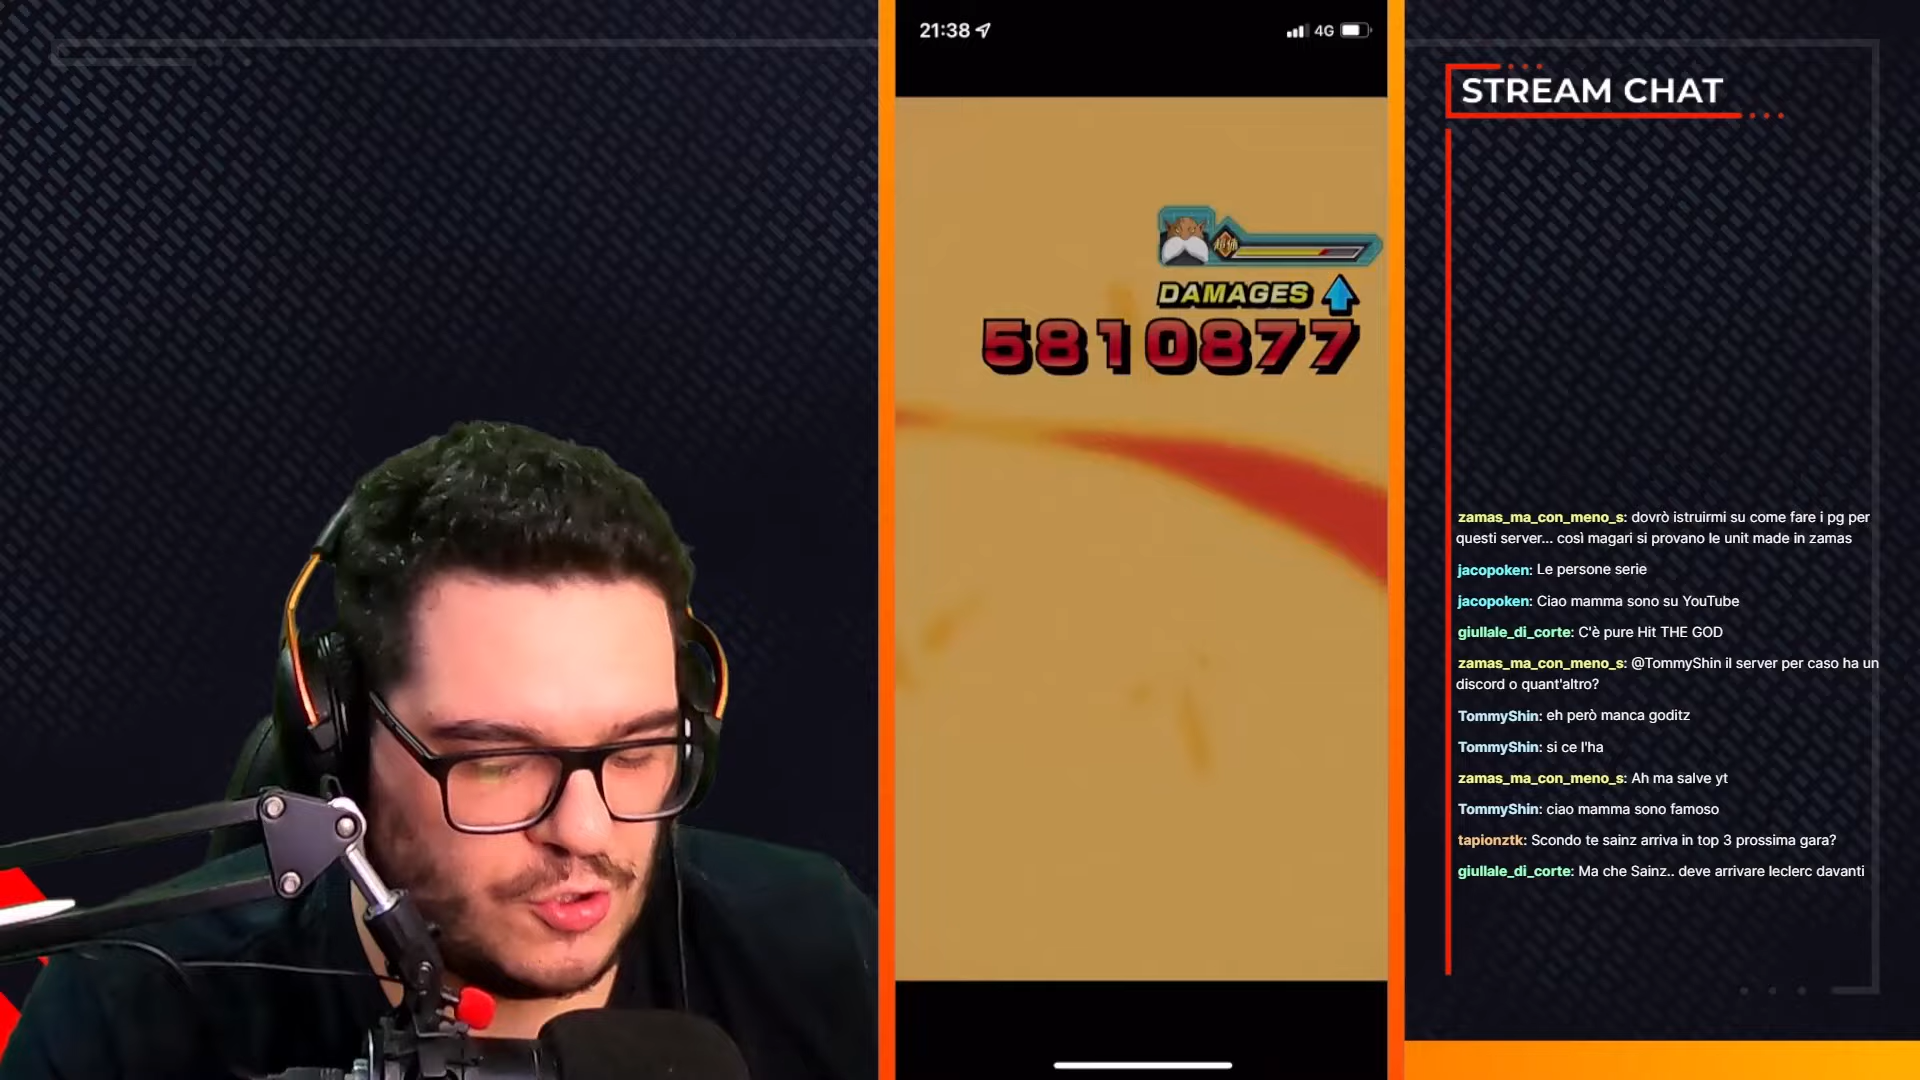 21:38
4G
DAMAGES
5810877
STREAM CHAT
zamas_ma_con_meno_s: dovrò istruirmi su come fare i pg per
questi server... così magari si provano le unit made in zamas
jacopoken: Le persone serie
jacopoken: Ciao mamma sono su YouTube
giullale_di_corte: C'è pure Hit THE GOD
zamas_ma_con_meno_s: @TommyShin il server per caso ha un
discord o quant'altro?
TommyShin: eh però manca goditz
TommyShin: si ce l'ha
zamas_ma_con_meno_s: Ah ma salve yt
TommyShin: ciao mamma sono famoso
tapionztk: Scondo te sainz arriva in top 3 prossima gara?
giullale_di_corte: Ma che Sainz.. deve arrivare leclerc davanti